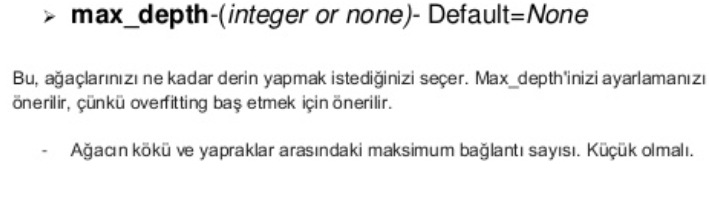 ➢ max_depth-(integer or none)- Default=None
Bu, ağaçlarınızı ne kadar derin yapmak istediğinizi seçer. Max_depth'inizi ayarlamanızı
önerilir, çünkü overfitting baş etmek için önerilir.
- Ağacın kökü ve yapraklar arasındaki maksimum bağlantı sayısı. Küçük olmalı.